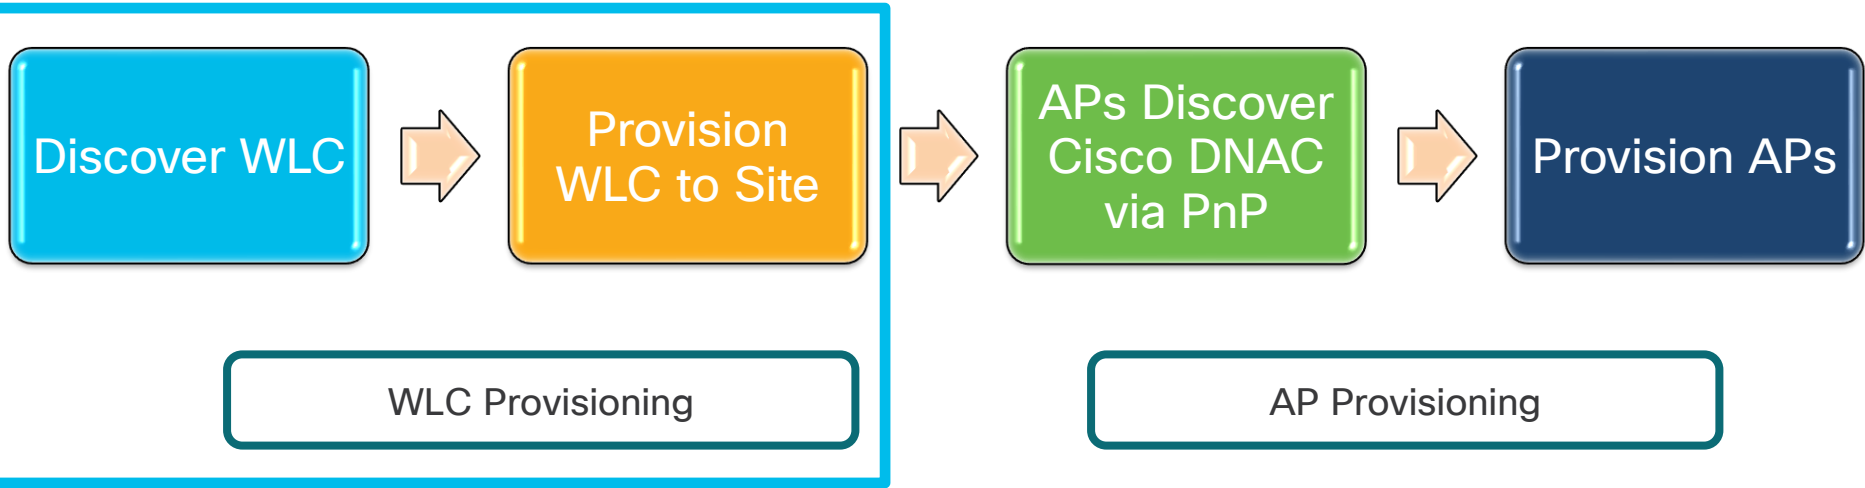 Discover WLC
Provision
WLC to Site
APs Discover
Cisco DNAC
via PnP
Provision APs
WLC Provisioning
AP Provisioning